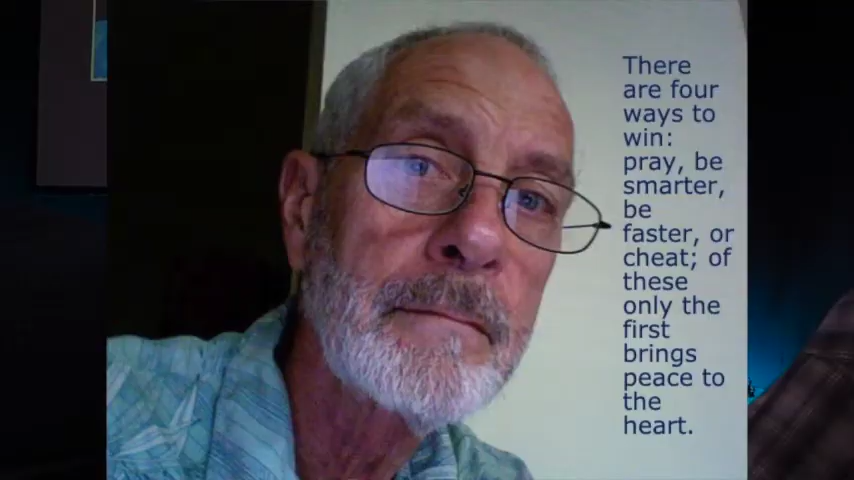 There
are four
ways to
win:
pray, be
smarter,
be
faster, or
cheat; of
these
only the
first
brings
peace to
the
heart.